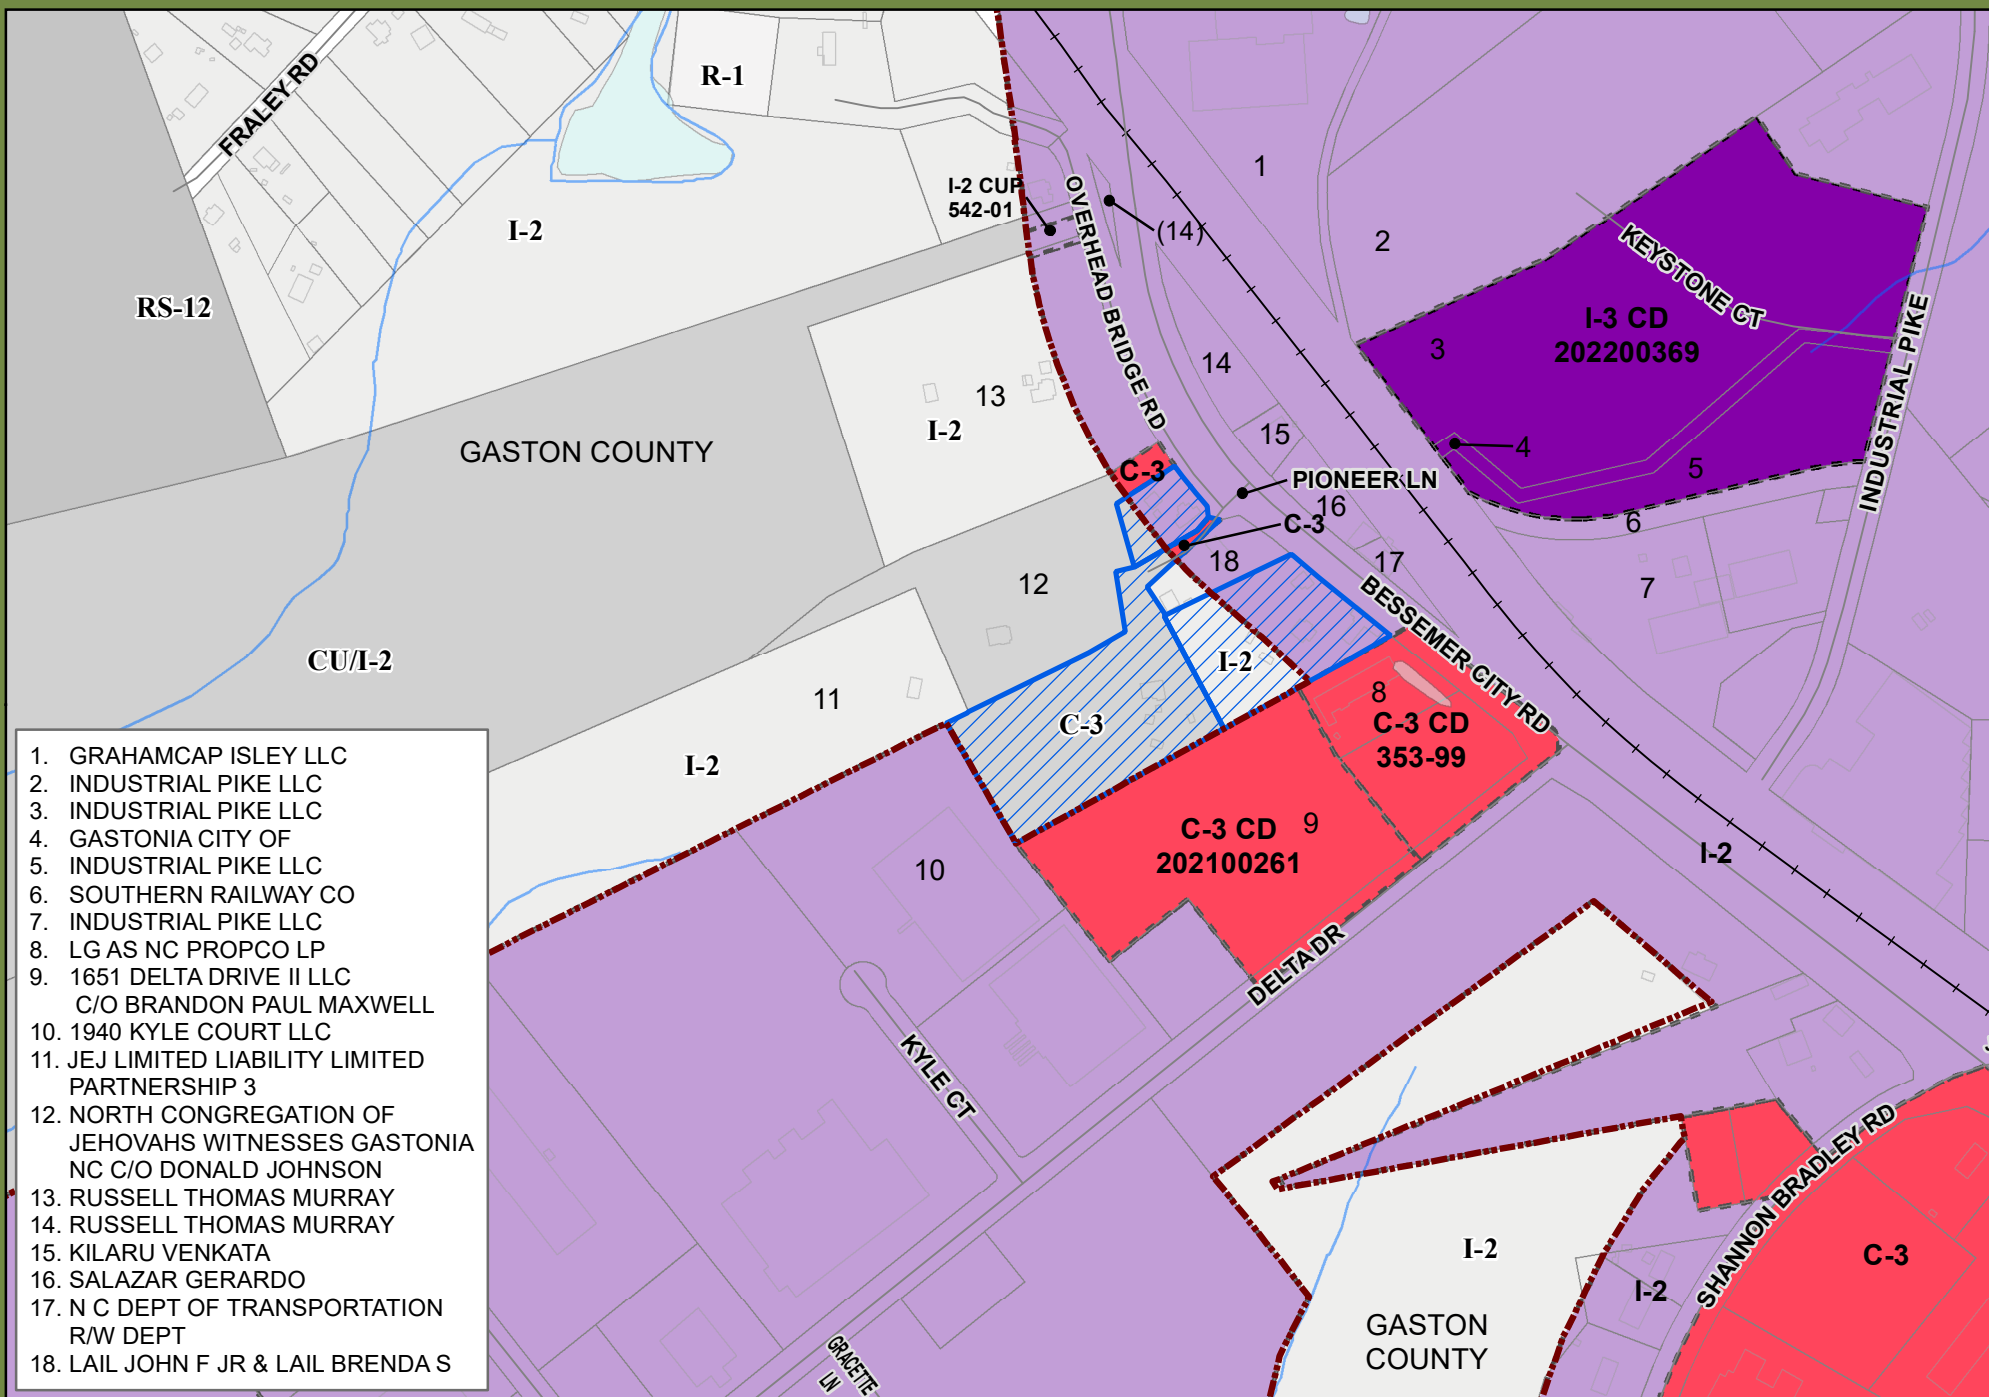 FRALEY RD
R-1
I-2
RS-12
I-2 CUP
542-01
OVERHEAD BRIDGE RD
(14)
1
2
KEYSTONE CT
I-3 CD
202200369
3
INDUSTRIAL PIKE
14
13
I-2
GASTON COUNTY
15
4
5
C-3
PIONEER LN
16
C-3
6
18
17
12
7
BESSEMER CITY RD
CU/I-2
I-2
11
8
C-3
C-3 CD
353-99
I-2
C-3 CD
202100261
9
I-2
10
DELTA DR
KYLE CT
SHANNON BRADLEY RD
I-2
C-3
I-2
GASTON
COUNTY
GRACETTE
LN
1. GRAHAMCAP ISLEY LLC
2. INDUSTRIAL PIKE LLC
3. INDUSTRIAL PIKE LLC
4. GASTONIA CITY OF
5. INDUSTRIAL PIKE LLC
6. SOUTHERN RAILWAY CO
7. INDUSTRIAL PIKE LLC
8. LG AS NC PROPCO LP
9. 1651 DELTA DRIVE II LLC
C/O BRANDON PAUL MAXWELL
10. 1940 KYLE COURT LLC
11. JEJ LIMITED LIABILITY LIMITED
PARTNERSHIP 3
12. NORTH CONGREGATION OF
JEHOVAHS WITNESSES GASTONIA
NC C/O DONALD JOHNSON
13. RUSSELL THOMAS MURRAY
14. RUSSELL THOMAS MURRAY
15. KILARU VENKATA
16. SALAZAR GERARDO
17. N C DEPT OF TRANSPORTATION
R/W DEPT
18. LAIL JOHN F JR & LAIL BRENDA S